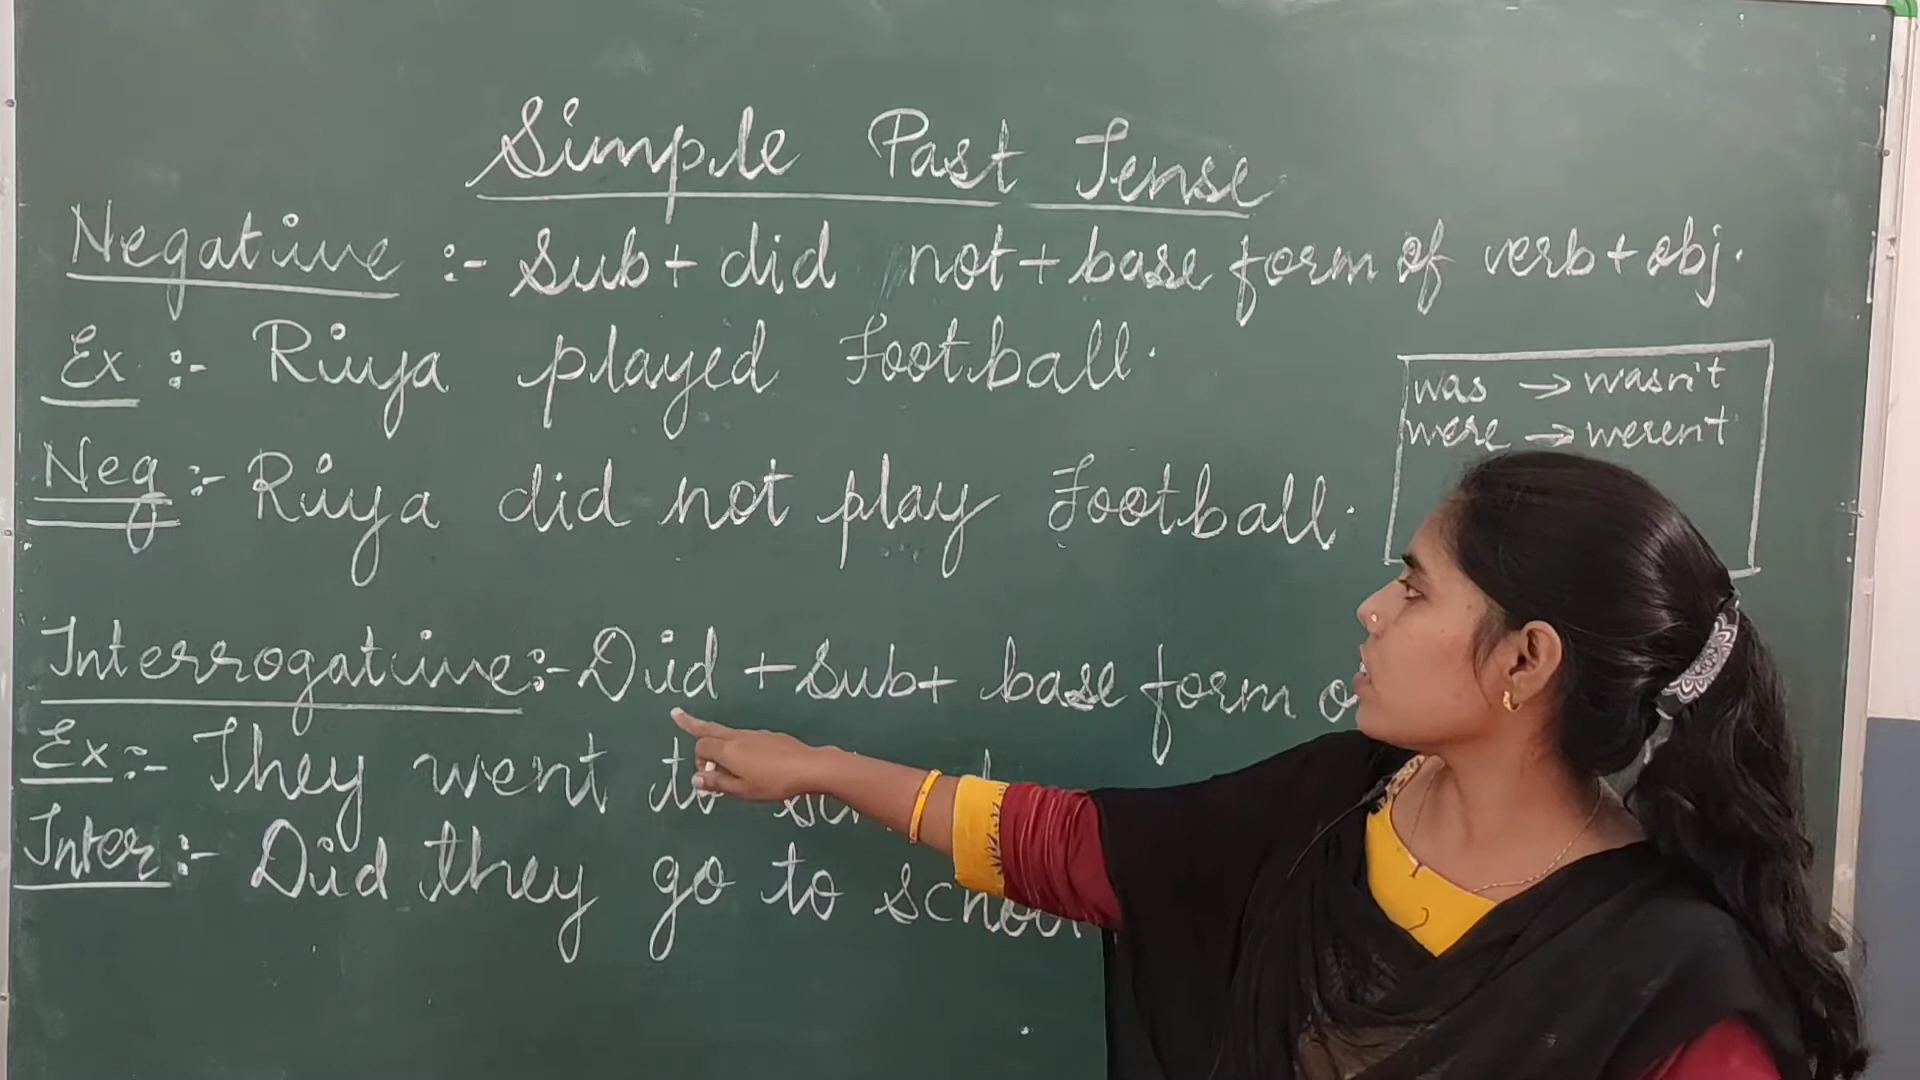 Simple Past Tense
Negative :- Sub + did not + base form of verb + obj.
Ex :- Riya played Football.
was → wasn't
were → weren't
Neg :- Riya did not play Football.
Interrogative :- Did + Sub + base form
Ex :- They went to
Inter :- Did they go to school